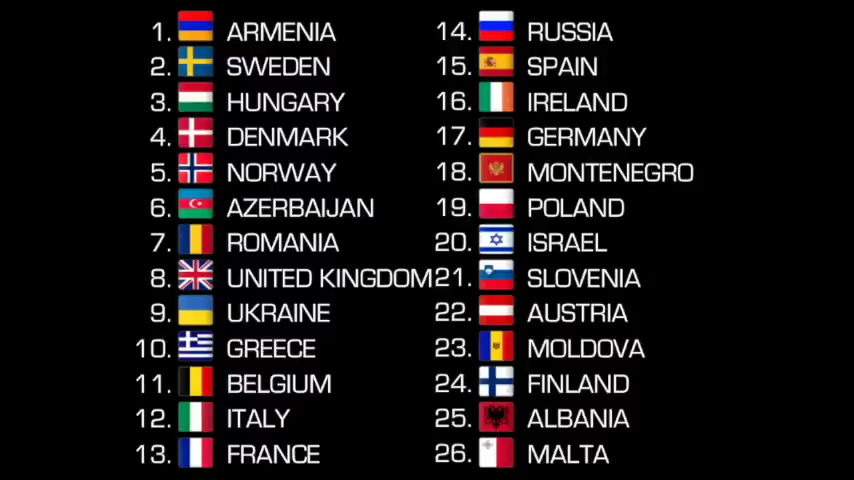 1. ARMENIA
2. SWEDEN
3. HUNGARY
4. DENMARK
5. NORWAY
6. AZERBAIJAN
7. ROMANIA
8. UNITED KINGDOM
9. UKRAINE
10. GREECE
11. BELGIUM
12. ITALY
13. FRANCE
14. RUSSIA
15. SPAIN
16. IRELAND
17. GERMANY
18. MONTENEGRO
19. POLAND
20. ISRAEL
21. SLOVENIA
22. AUSTRIA
23. MOLDOVA
24. FINLAND
25. ALBANIA
26. MALTA